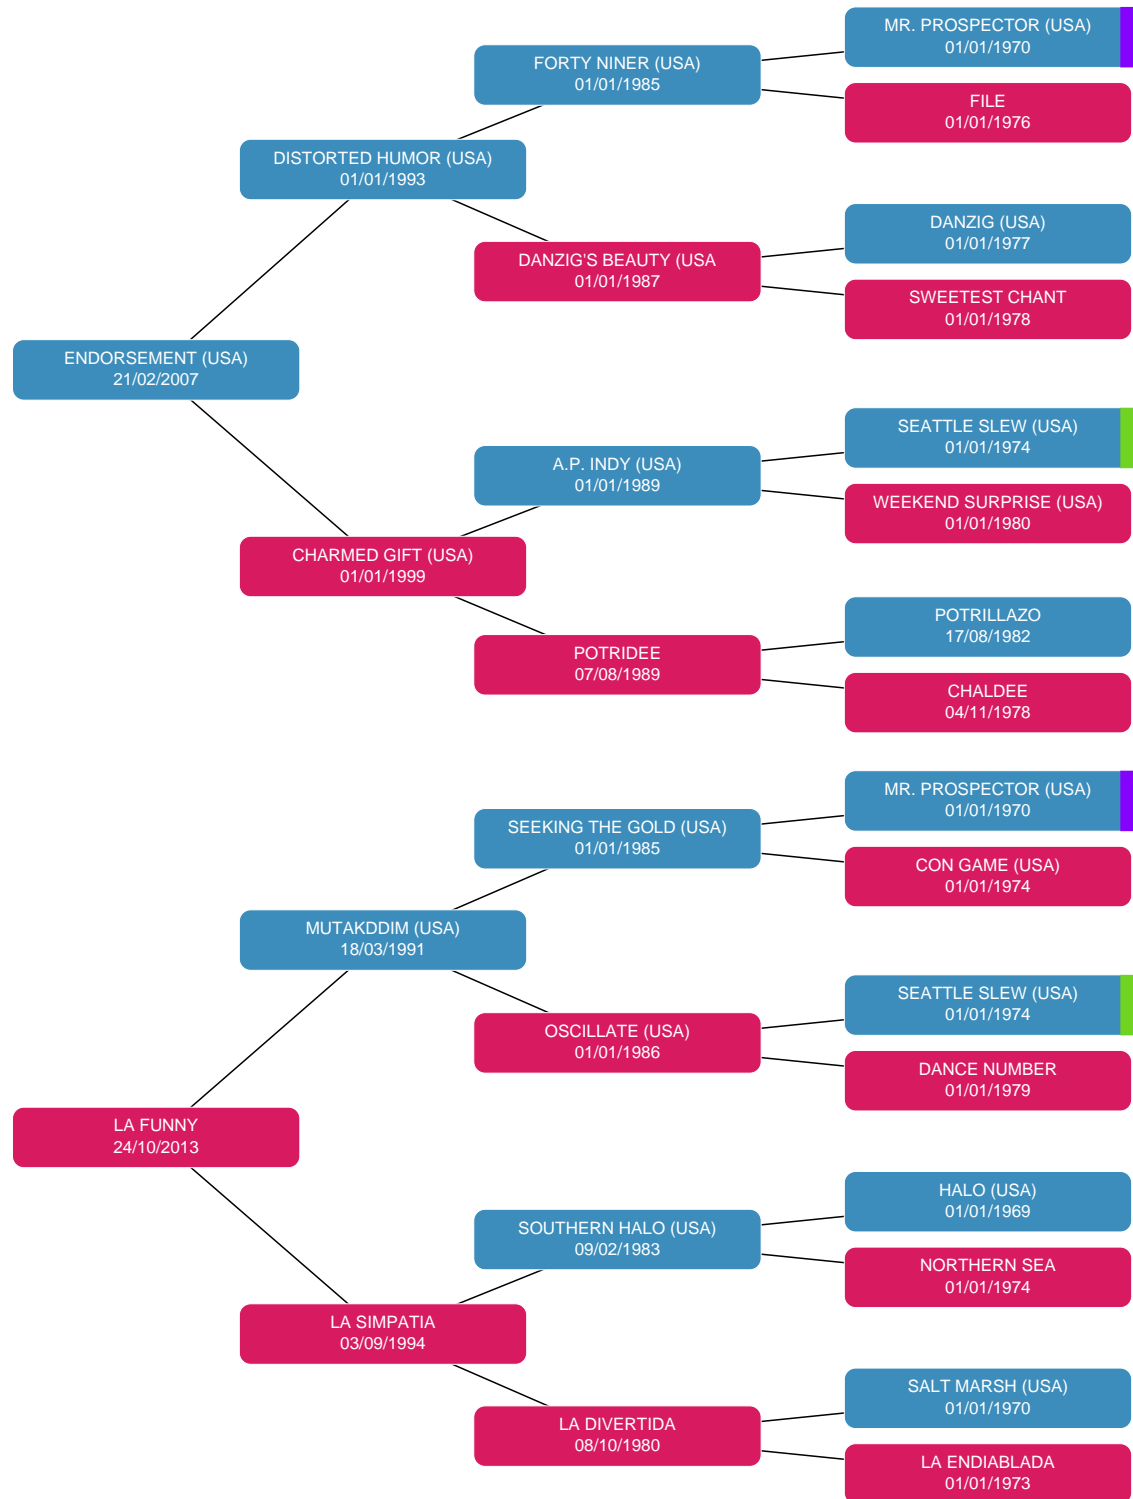 MR. PROSPECTOR (USA)
01/01/1970
FORTY NINER (USA)
01/01/1985
FILE
01/01/1976
DISTORTED HUMOR (USA)
01/01/1993
DANZIG (USA)
01/01/1977
DANZIG'S BEAUTY (USA
01/01/1987
SWEETEST CHANT
01/01/1978
ENDORSEMENT (USA)
21/02/2007
SEATTLE SLEW (USA)
01/01/1974
A.P. INDY (USA)
01/01/1989
WEEKEND SURPRISE (USA)
01/01/1980
CHARMED GIFT (USA)
01/01/1999
POTRILLAZO
17/08/1982
POTRIDEE
07/08/1989
CHALDEE
04/11/1978
MR. PROSPECTOR (USA)
01/01/1970
SEEKING THE GOLD (USA)
01/01/1985
CON GAME (USA)
01/01/1974
MUTAKDDIM (USA)
18/03/1991
SEATTLE SLEW (USA)
01/01/1974
OSCILLATE (USA)
01/01/1986
DANCE NUMBER
01/01/1979
LA FUNNY
24/10/2013
HALO (USA)
01/01/1969
SOUTHERN HALO (USA)
09/02/1983
NORTHERN SEA
01/01/1974
LA SIMPATIA
03/09/1994
SALT MARSH (USA)
01/01/1970
LA DIVERTIDA
08/10/1980
LA ENDIABLADA
01/01/1973